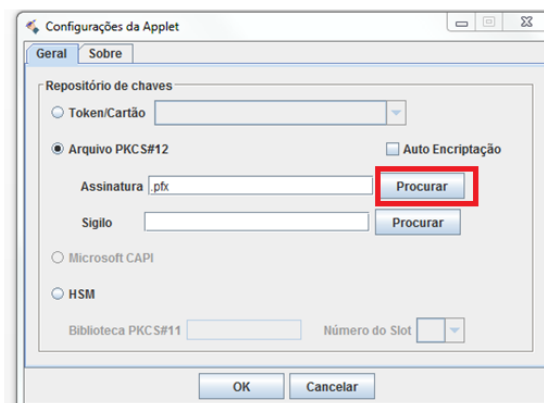 Configurações da Applet
Geral Sobre
Repositório de chaves
Token/Cartão
Arquivo PKCS#12 Auto Encriptação
Assinatura .pfx Procurar
Sigilo Procurar
Microsoft CAPI
HSM
Biblioteca PKCS#11 Número do Slot
OK Cancelar